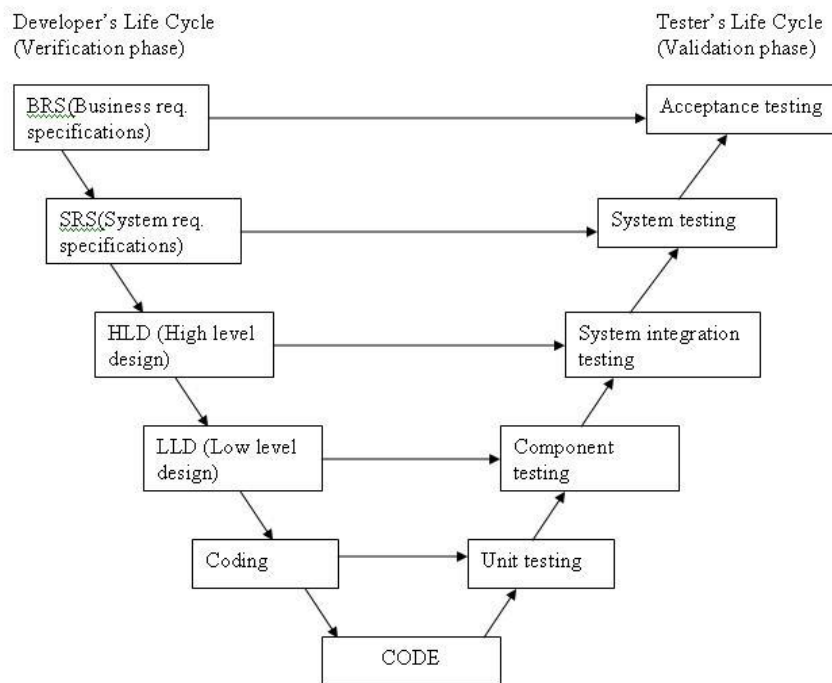 Developer's Life Cycle
(Verification phase)
Tester's Life Cycle
(Validation phase)
BRS(Business req.
specifications)
Acceptance testing
SRS(System req.
specifications)
System testing
HLD (High level
design)
System integration
testing
LLD (Low level
design)
Component
testing
Coding
Unit testing
CODE